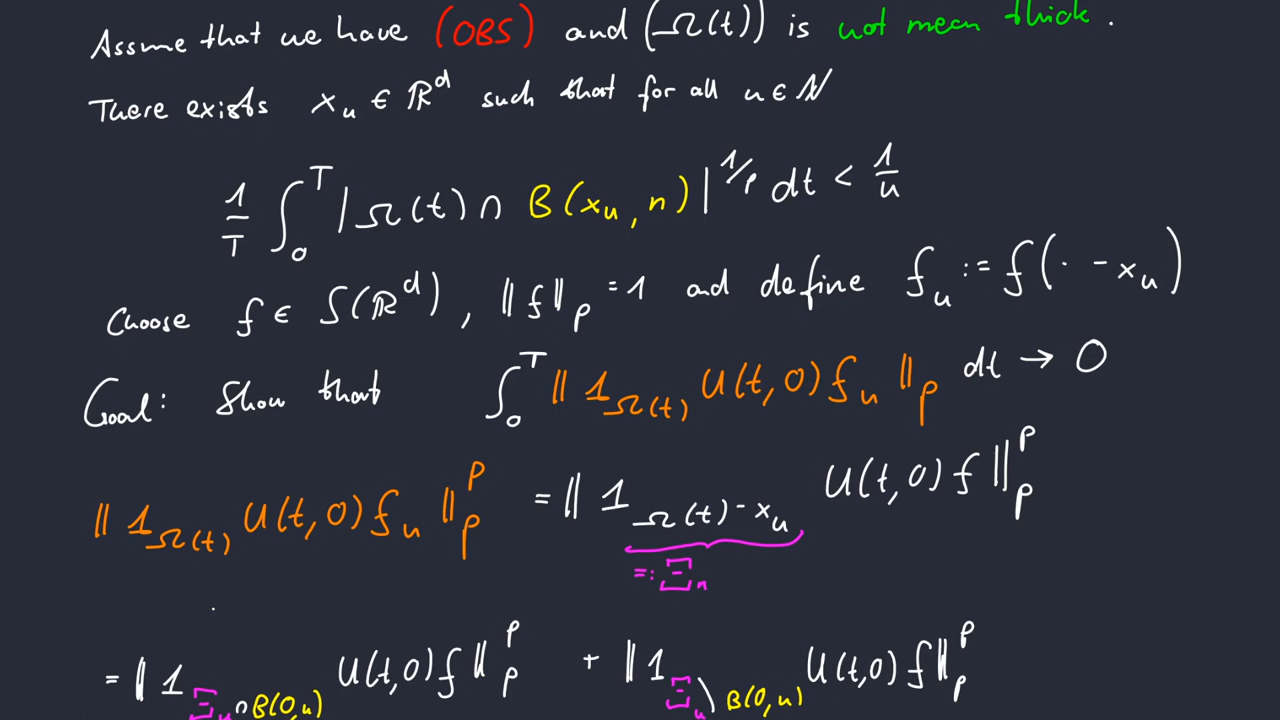 Assume that we have (OBS) and (Ω(t)) is not mean thick.
There exists x_n ∈ ℝ^d such that for all n ∈ ℕ
1/T ∫_0^T |Ω(t) ∩ B(x_n, n)|^{1/p} dt < 1/n
Choose f ∈ S(ℝ^d), ‖f‖_p = 1 and define f_n := f(· - x_n)
Goal: Show that ∫_0^T ‖1_{Ω(t)} U(t,0) f_n‖_p dt → 0
‖1_{Ω(t)} U(t,0) f_n‖_p^p = ‖1_{Ω(t) - x_n} U(t,0) f‖_p^p
=: Ξ_n
= ‖1_{Ξ_n ∩ B(0,n)} U(t,0) f‖_p^p + ‖1_{Ξ_n \ B(0,n)} U(t,0) f‖_p^p